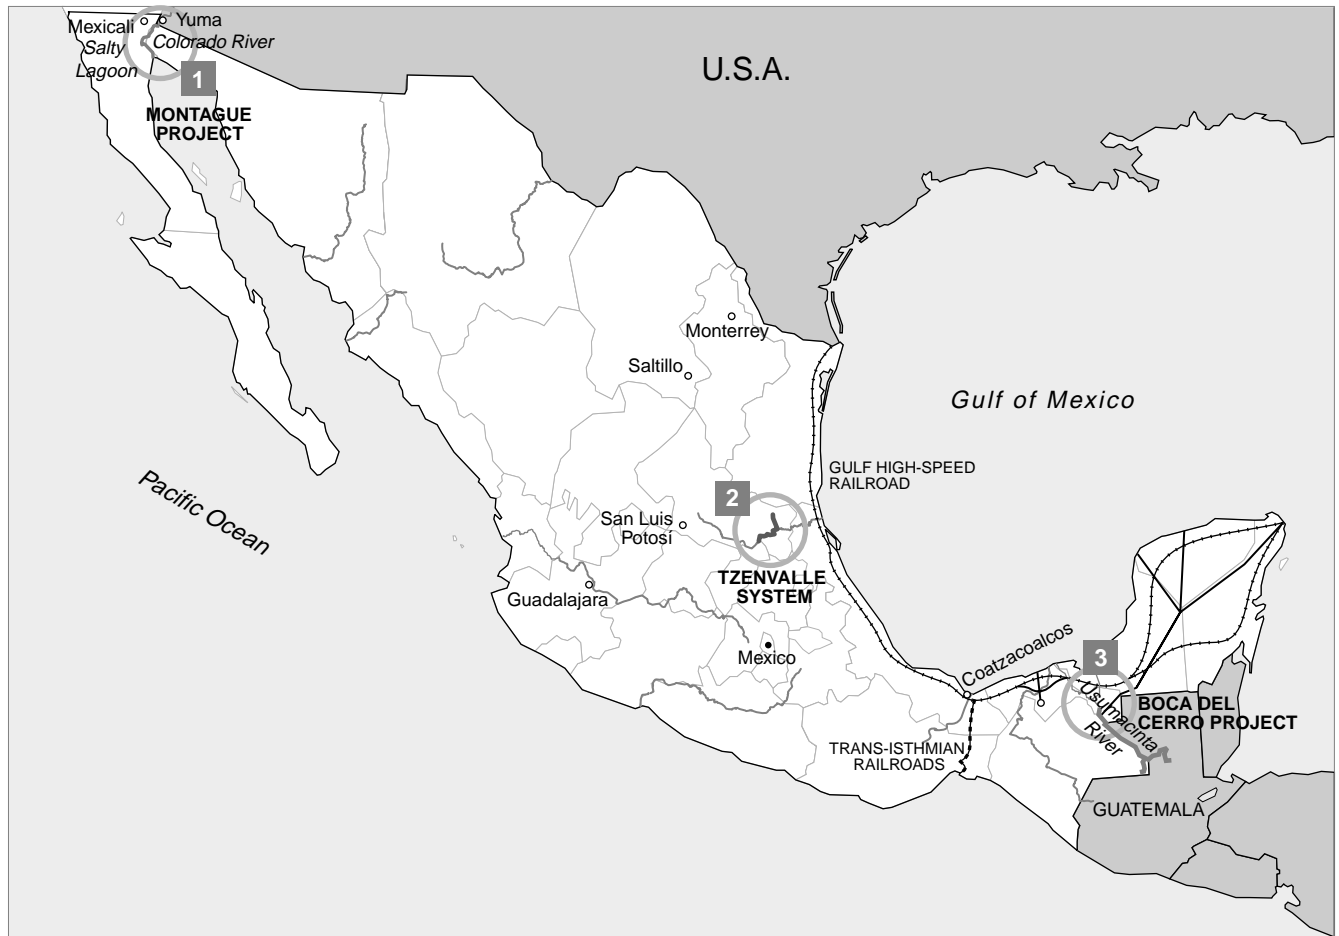 Mexicali
Yuma
Salty
Lagoon
Colorado River
1
MONTAGUE
PROJECT
U.S.A.
Monterrey
Saltillo
Gulf of Mexico
Pacific Ocean
GULF HIGH-SPEED
RAILROAD
2
San Luis
Potosí
TZENVALLE
SYSTEM
Guadalajara
Mexico
Coatzacoalcos
3
Usumacinta
River
BOCA DEL
CERRO PROJECT
TRANS-ISTHMIAN
RAILROADS
GUATEMALA